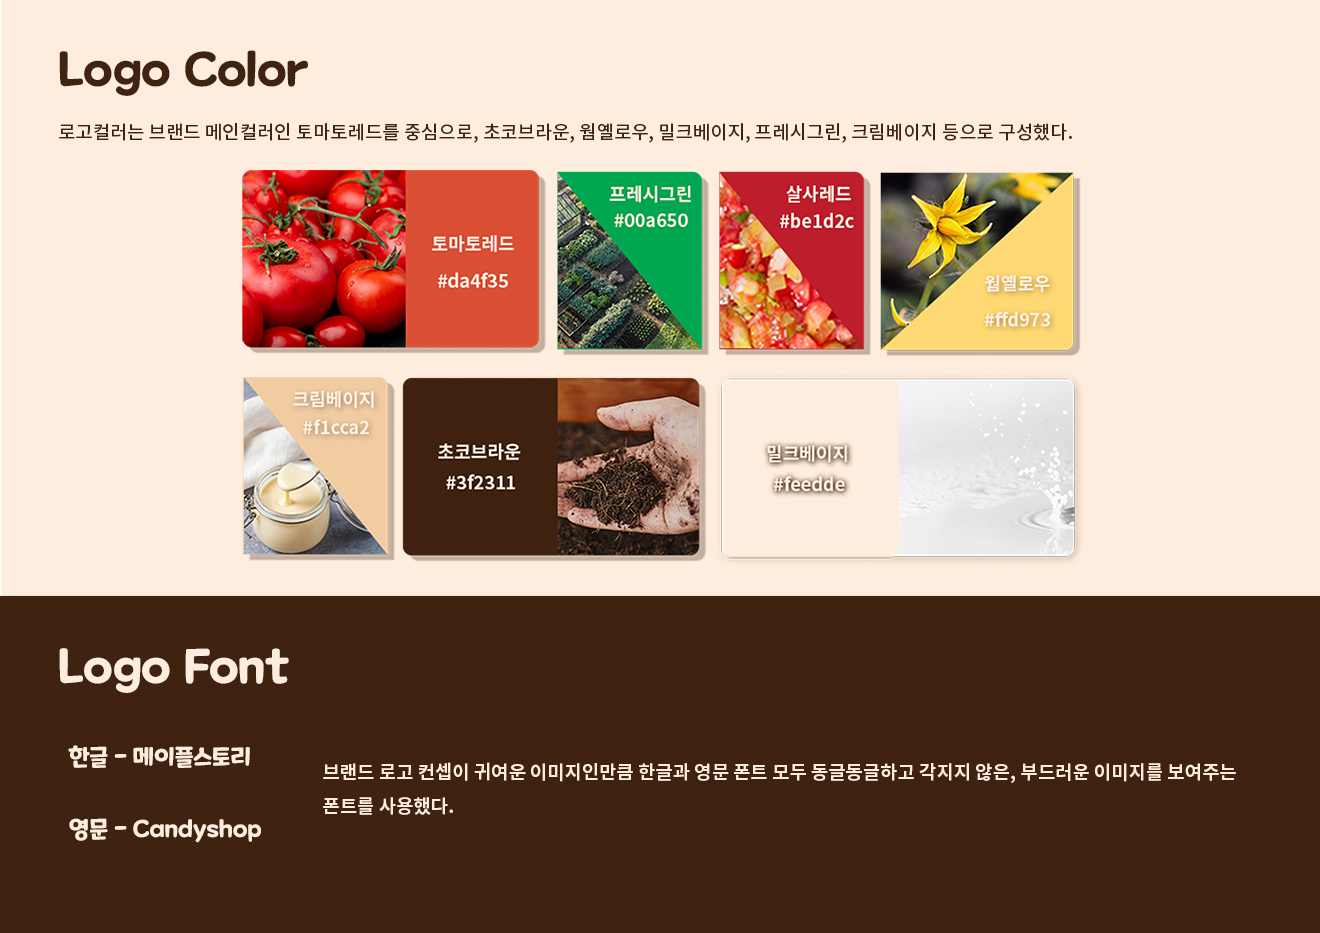 Logo Color
로고컬러는 브랜드 메인컬러인 토마토레드를 중심으로, 초코브라운, 웜옐로우, 밀크베이지, 프레시그린, 크림베이지 등으로 구성했다.
토마토레드
#da4f35
프레시그린
#00a650
살사레드
#be1d2c
웜옐로우
#ffd973
크림베이지
#f1cca2
초코브라운
#3f2311
밀크베이지
#feedde
Logo Font
한글 - 메이플스토리
영문 - Candyshop
브랜드 로고 컨셉이 귀여운 이미지인만큼 한글과 영문 폰트 모두 동글동글하고 각지지 않은, 부드러운 이미지를 보여주는
폰트를 사용했다.